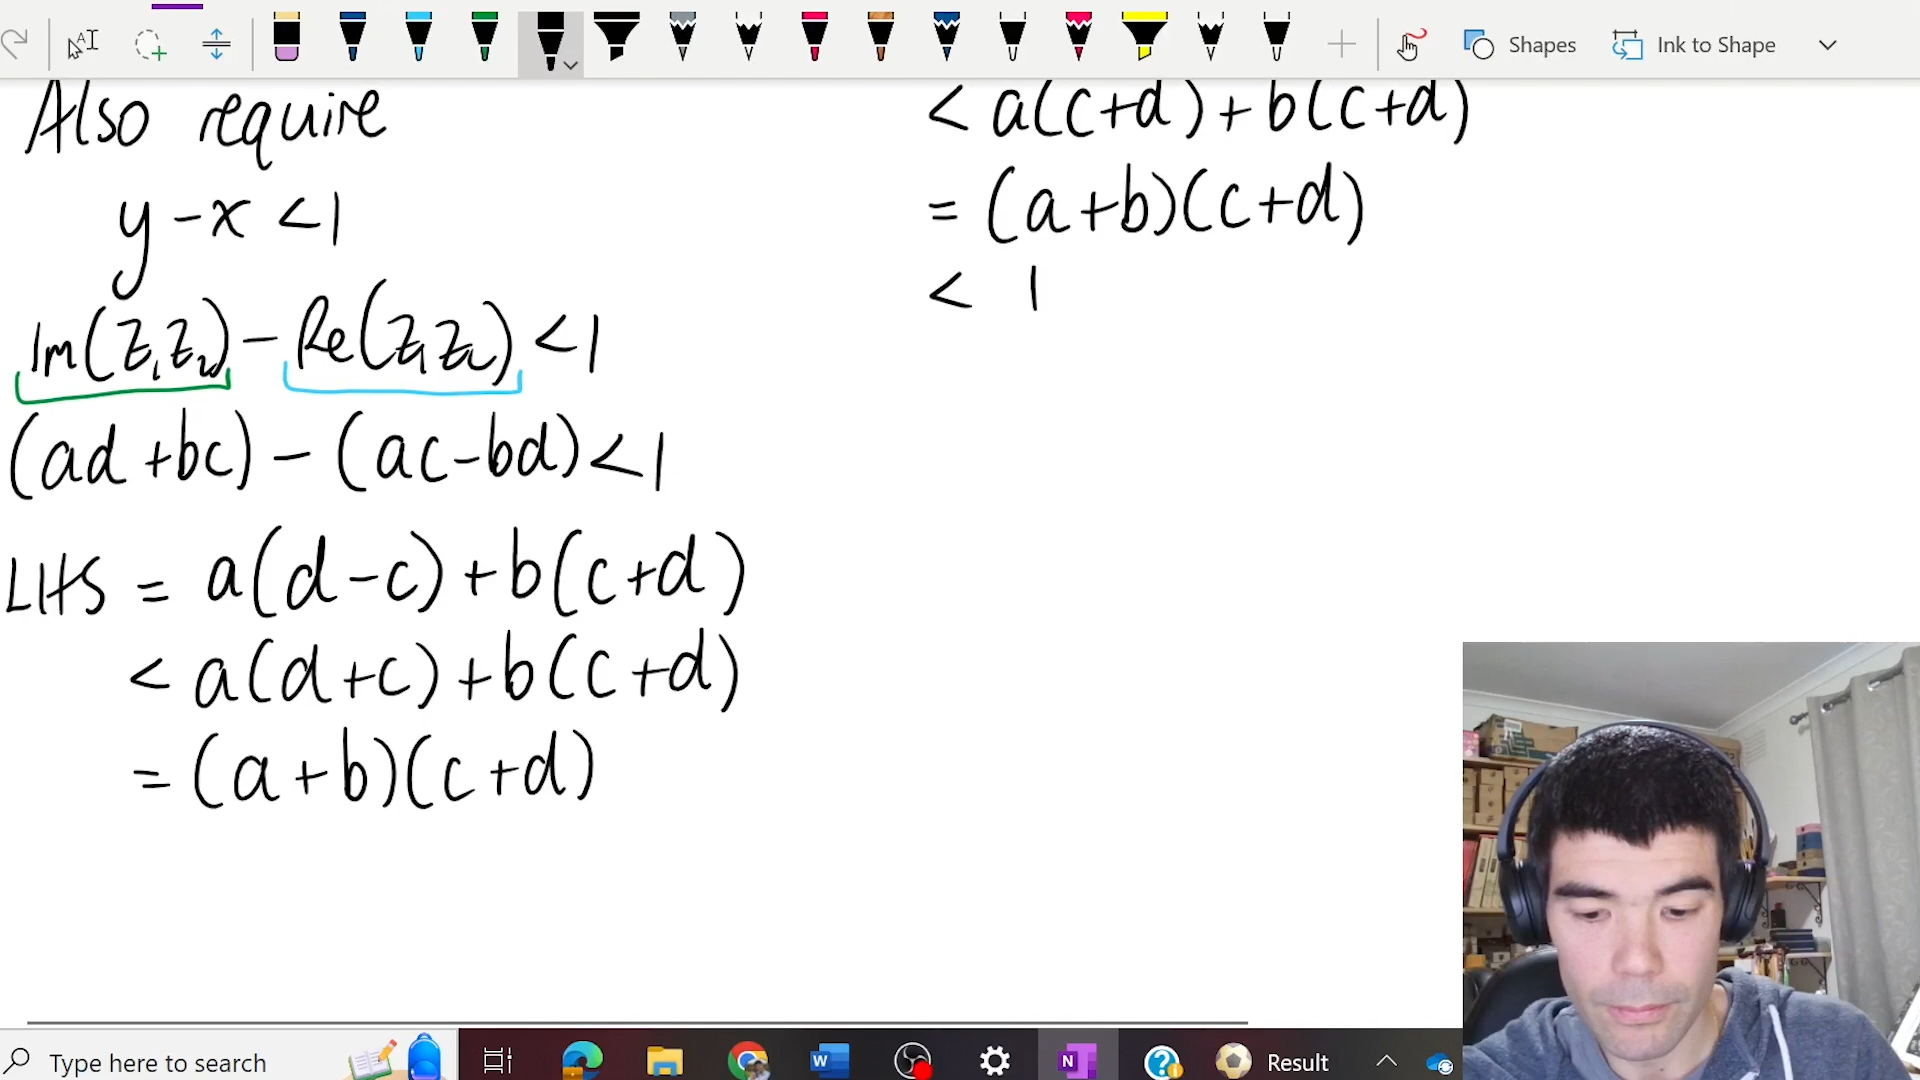 Shapes
Ink to Shape
Also require
y - x < 1
Im(z₁z₂) - Re(z₁z₂) < 1
(ad + bc) - (ac - bd) < 1
LHS = a(d - c) + b(c + d)
< a(d + c) + b(c + d)
= (a + b)(c + d)
< a(c + d) + b(c + d)
= (a + b)(c + d)
< 1
Type here to search
Result